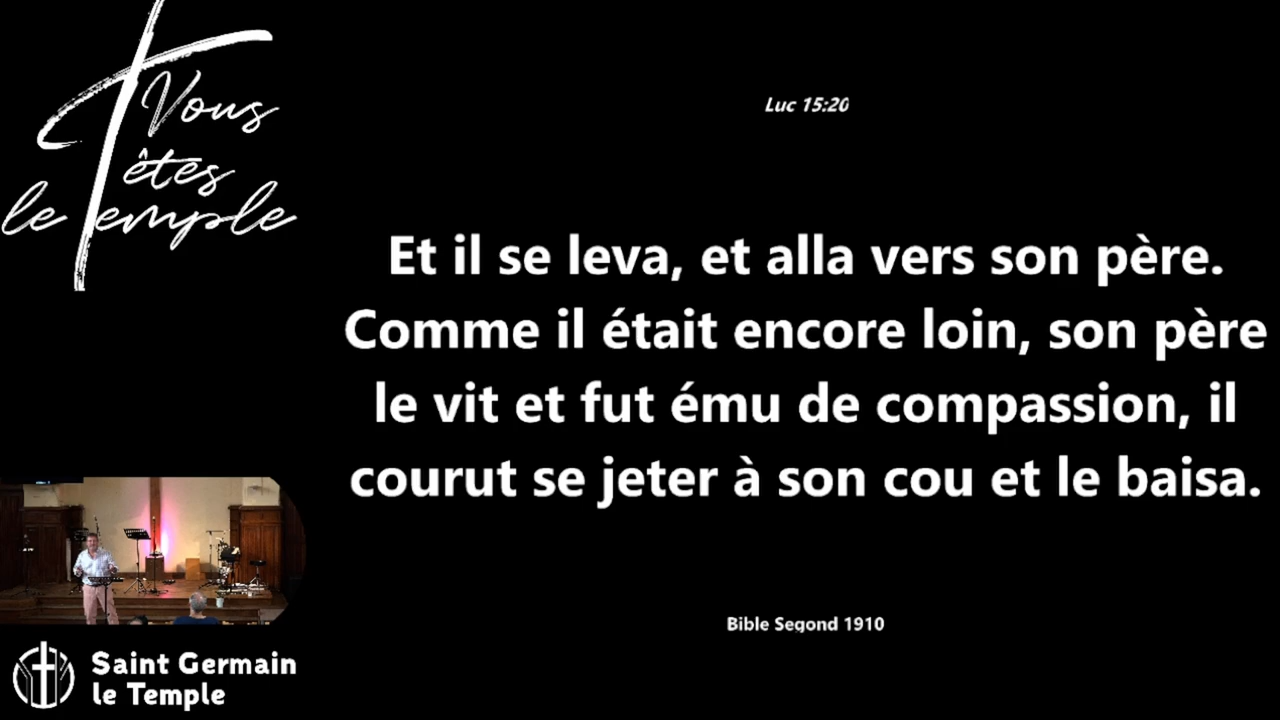 Vous
êtes
le Temple
Luc 15:20
Et il se leva, et alla vers son père.
Comme il était encore loin, son père
le vit et fut ému de compassion, il
courut se jeter à son cou et le baisa.
Bible Segond 1910
Saint Germain
le Temple